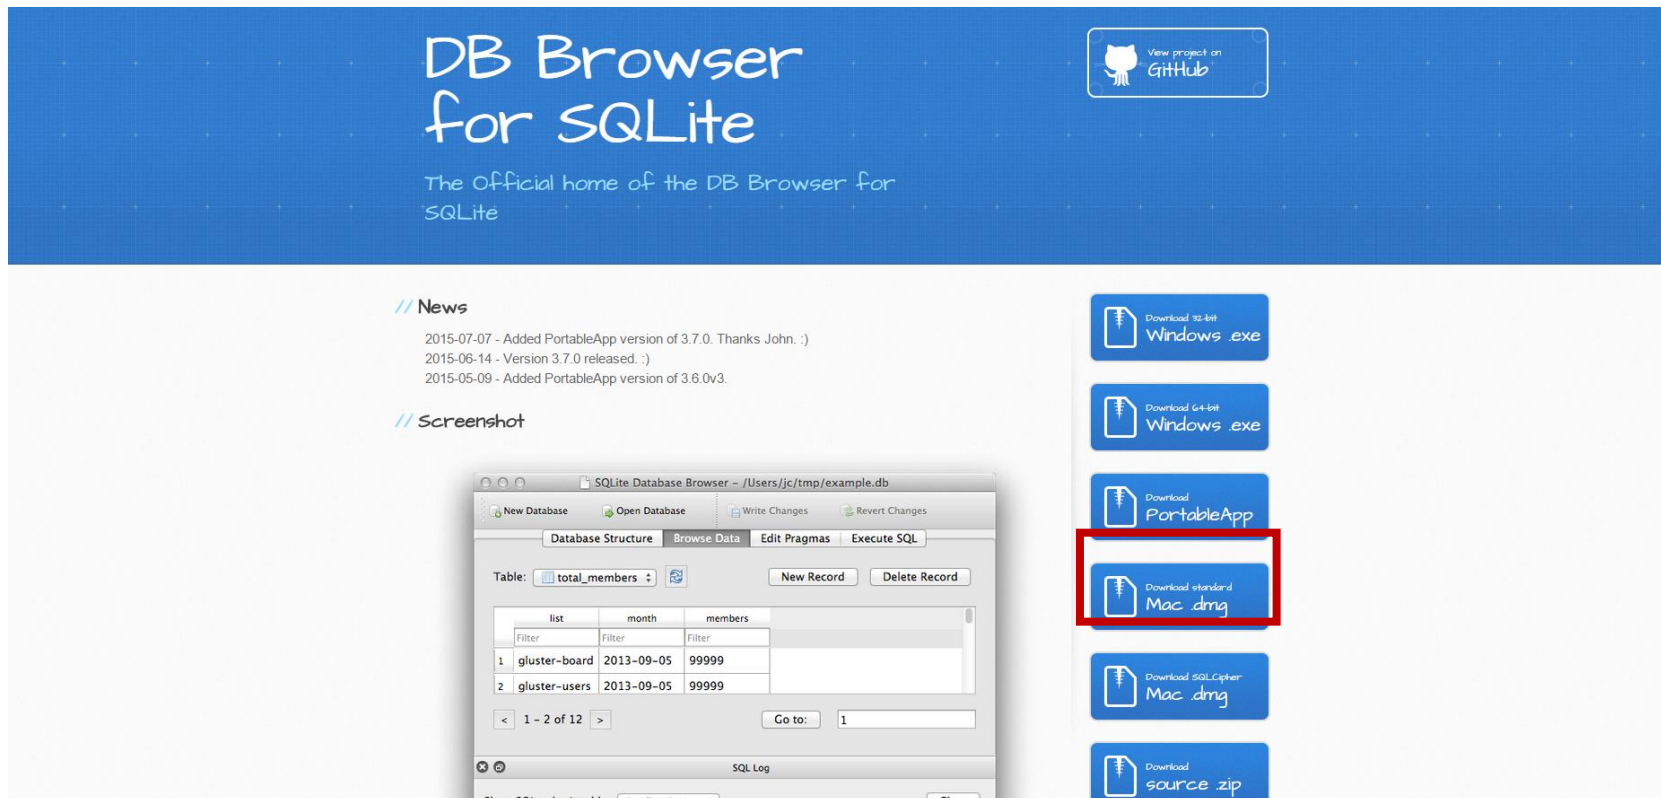 DB Browser
for SQLite
The Official home of the DB Browser for
SQLite
View project on
GitHub
// News
2015-07-07 - Added PortableApp version of 3.7.0. Thanks John. :)
2015-06-14 - Version 3.7.0 released. :)
2015-05-09 - Added PortableApp version of 3.6.0v3.
// Screenshot
SQLite Database Browser - /Users/jc/tmp/example.db
New Database Open Database Write Changes Revert Changes
Database Structure Browse Data Edit Pragmas Execute SQL
Table: total_members New Record Delete Record
list month members
Filter Filter Filter
1 gluster-board 2013-09-05 99999
2 gluster-users 2013-09-05 99999
< 1 - 2 of 12 > Go to: 1
SQL Log
Download 32-bit
Windows .exe
Download 64-bit
Windows .exe
Download
PortableApp
Download standard
Mac .dmg
Download SQLCipher
Mac .dmg
Download
source .zip